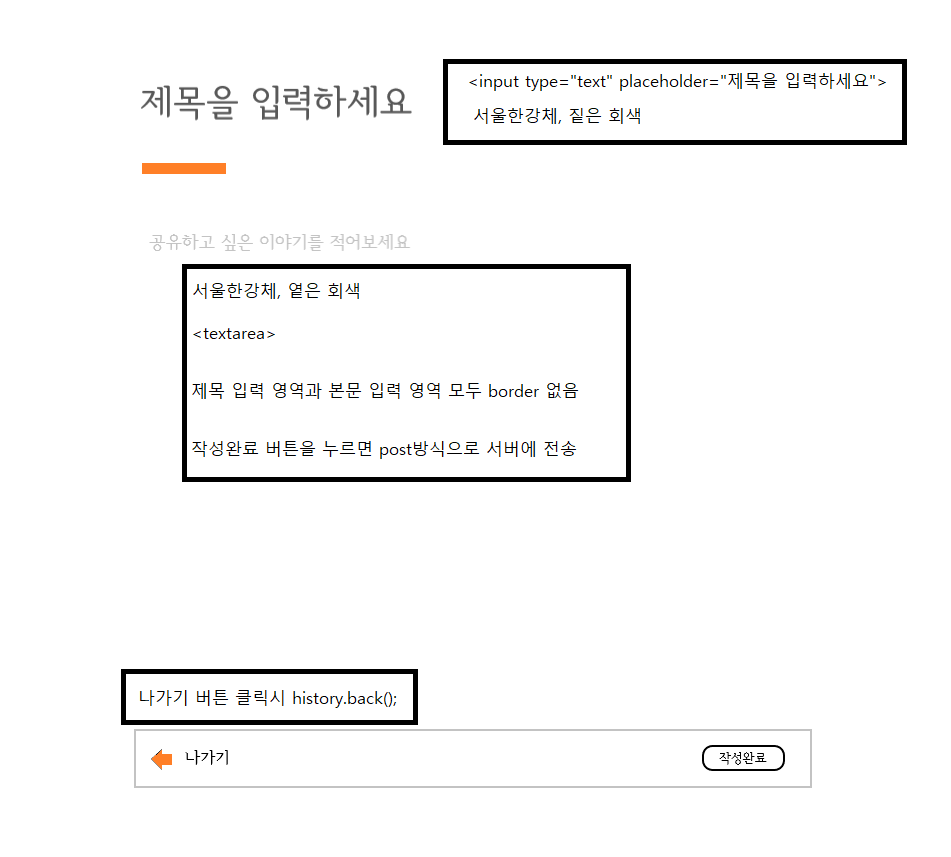 제목을 입력하세요
<input type="text" placeholder="제목을 입력하세요">
서울한강체, 짙은 회색
공유하고 싶은 이야기를 적어보세요
서울한강체, 옅은 회색
<textarea>
제목 입력 영역과 본문 입력 영역 모두 border 없음
작성완료 버튼을 누르면 post방식으로 서버에 전송
나가기 버튼 클릭시 history.back();
나가기
작성완료